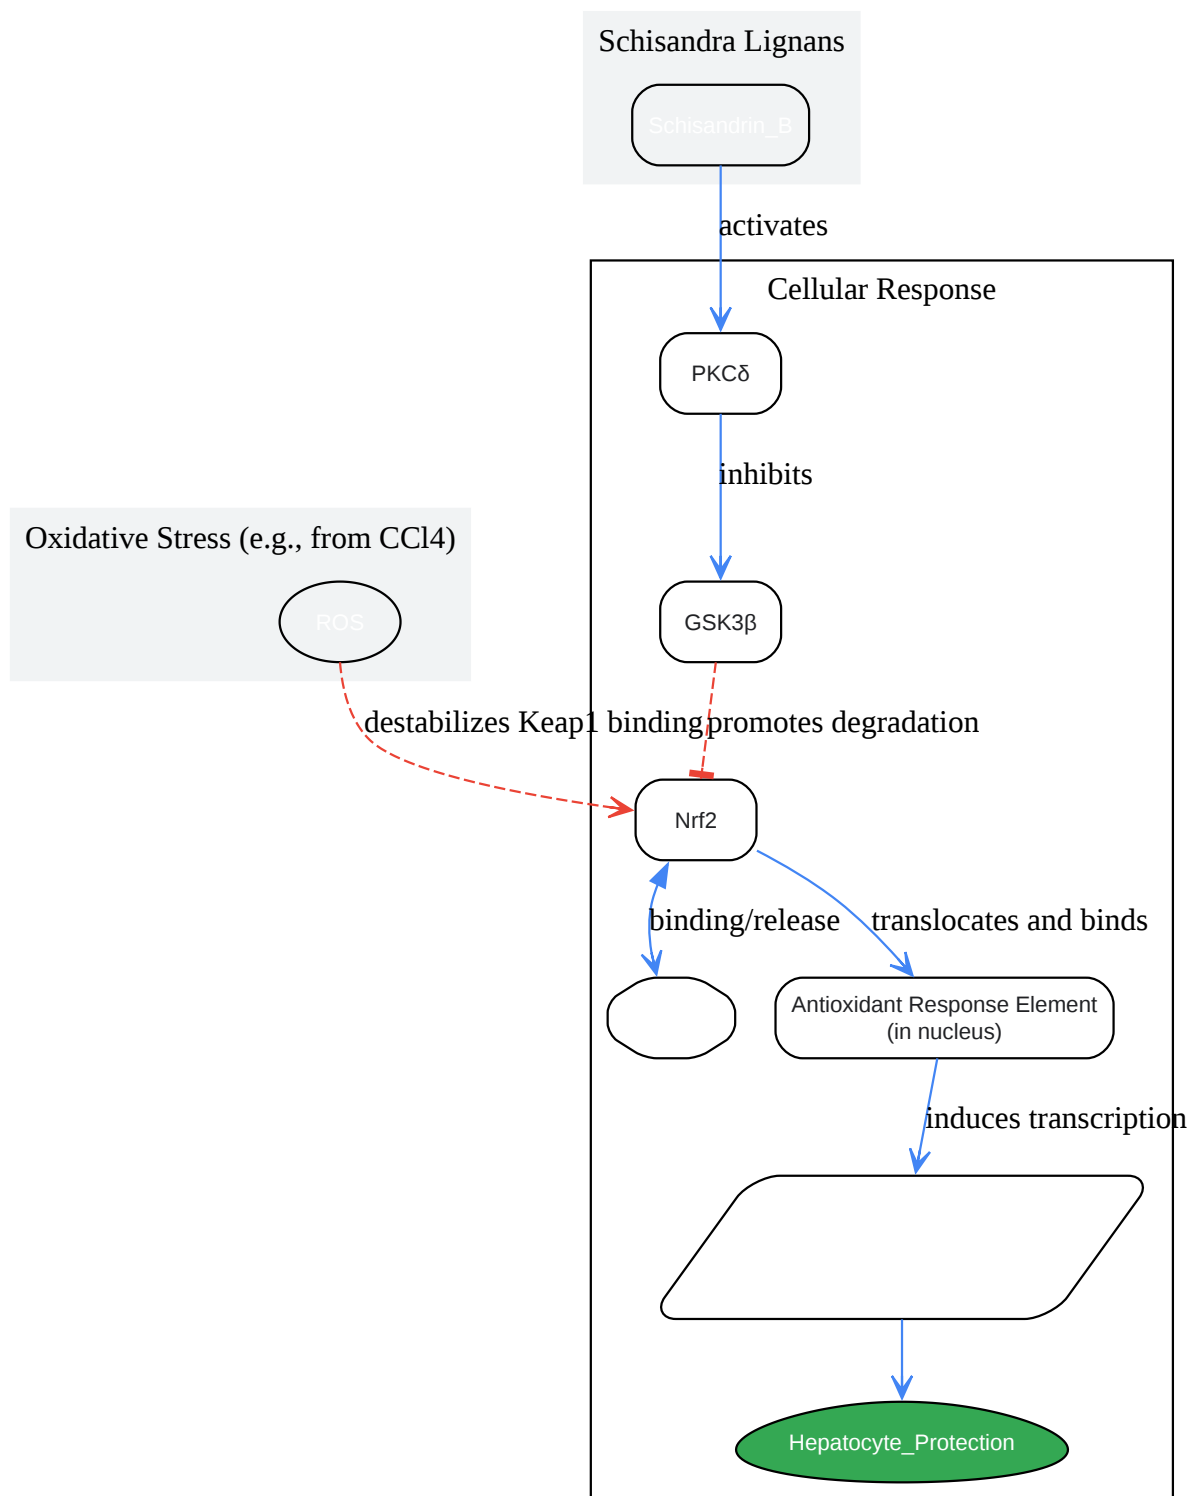 Schisandra Lignans
Schisandrin_B
activates
Cellular Response
PKCδ
inhibits
Oxidative Stress (e.g., from CCl4)
ROS
GSK3β
destabilizes Keap1 binding
promotes degradation
Nrf2
binding/release
translocates and binds
Antioxidant Response Element
(in nucleus)
induces transcription
Hepatocyte_Protection